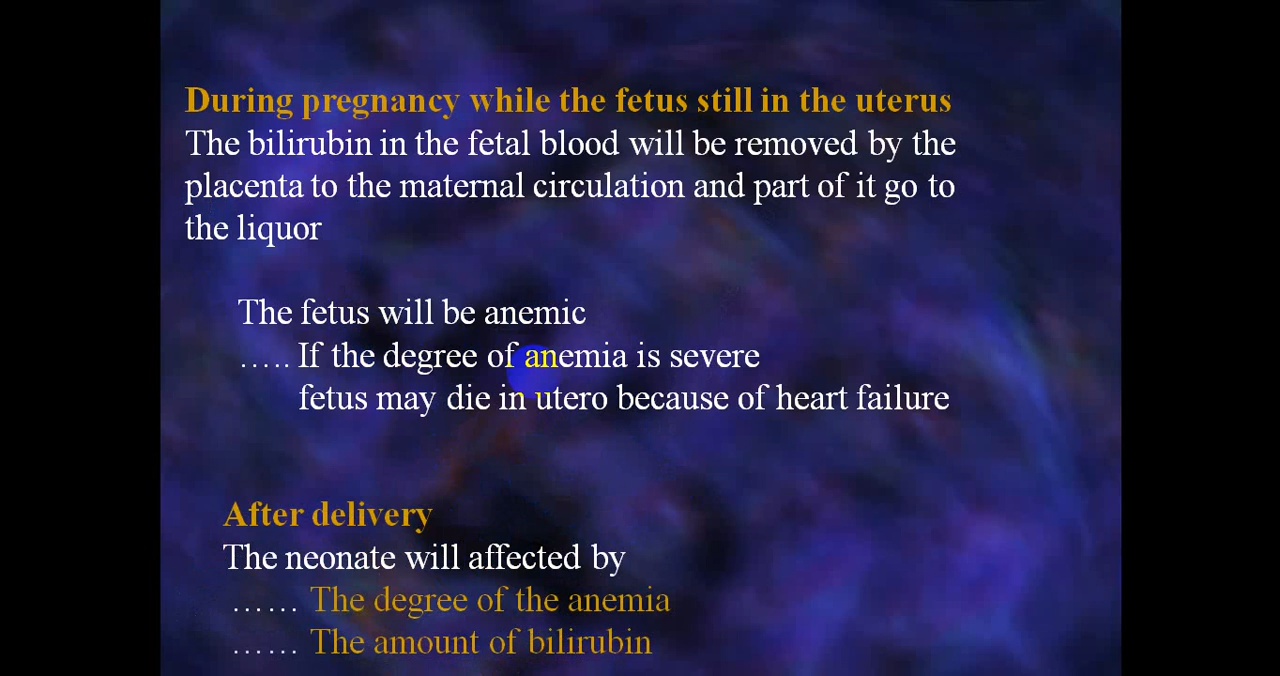 During pregnancy while the fetus still in the uterus
The bilirubin in the fetal blood will be removed by the
placenta to the maternal circulation and part of it go to
the liquor
The fetus will be anemic
..... If the degree of anemia is severe
fetus may die in utero because of heart failure
After delivery
The neonate will affected by
...... The degree of the anemia
...... The amount of bilirubin